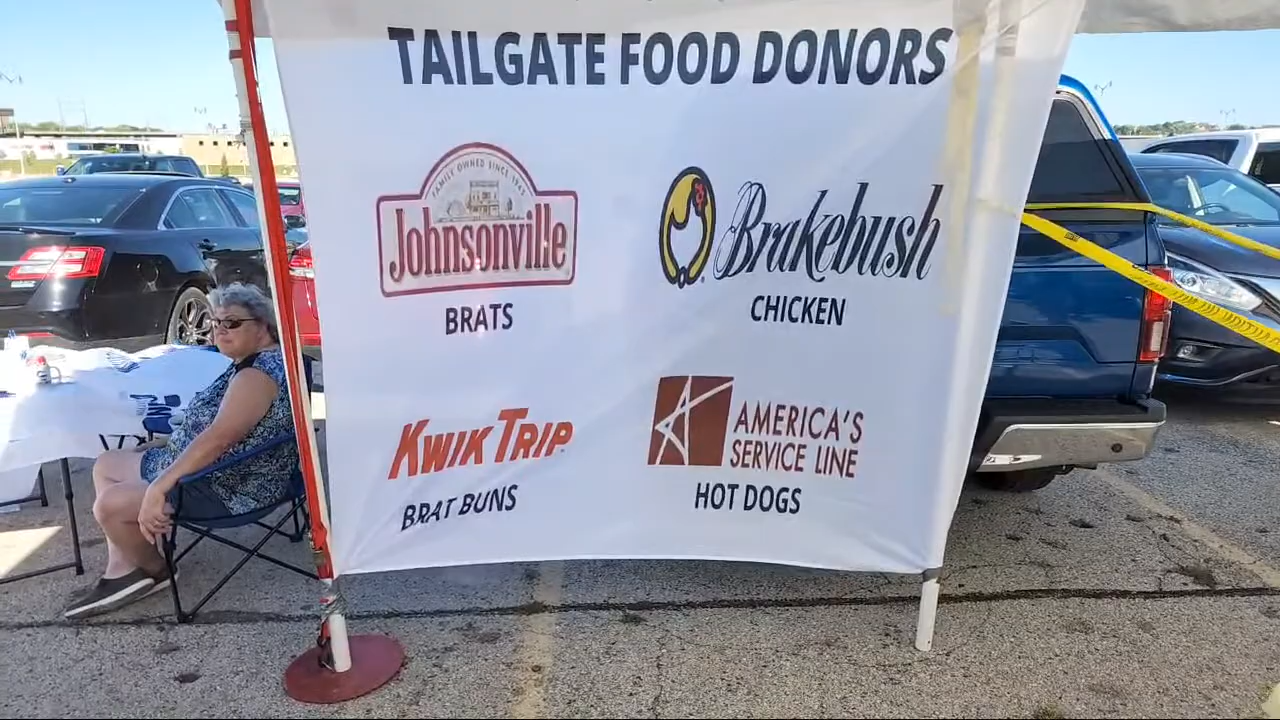 TAILGATE FOOD DONORS
FAMILY OWNED SINCE 1945
Johnsonville
BRATS
Brakebush
CHICKEN
KWIK TRIP
BRAT BUNS
AMERICA'S
SERVICE LINE
HOT DOGS